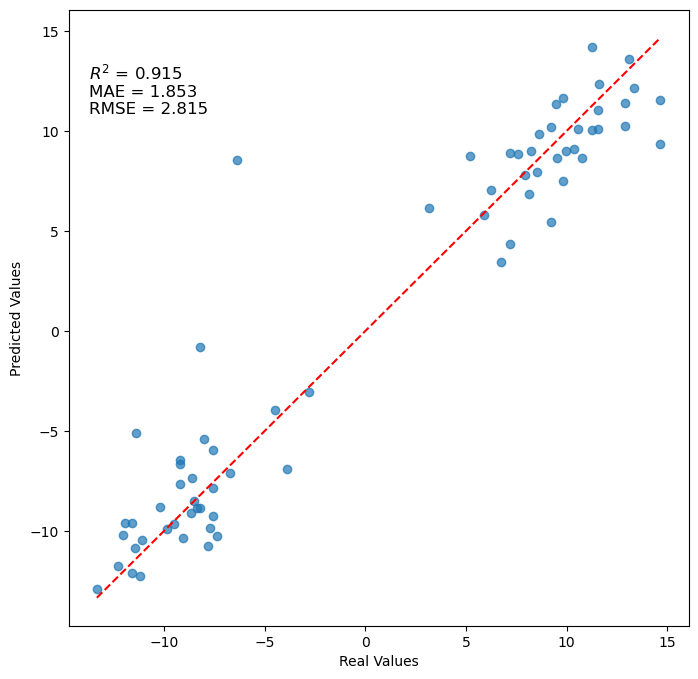 R² = 0.915
MAE = 1.853
RMSE = 2.815
15
10
5
0
−5
−10
Predicted Values
−10 −5 0 5 10 15
Real Values